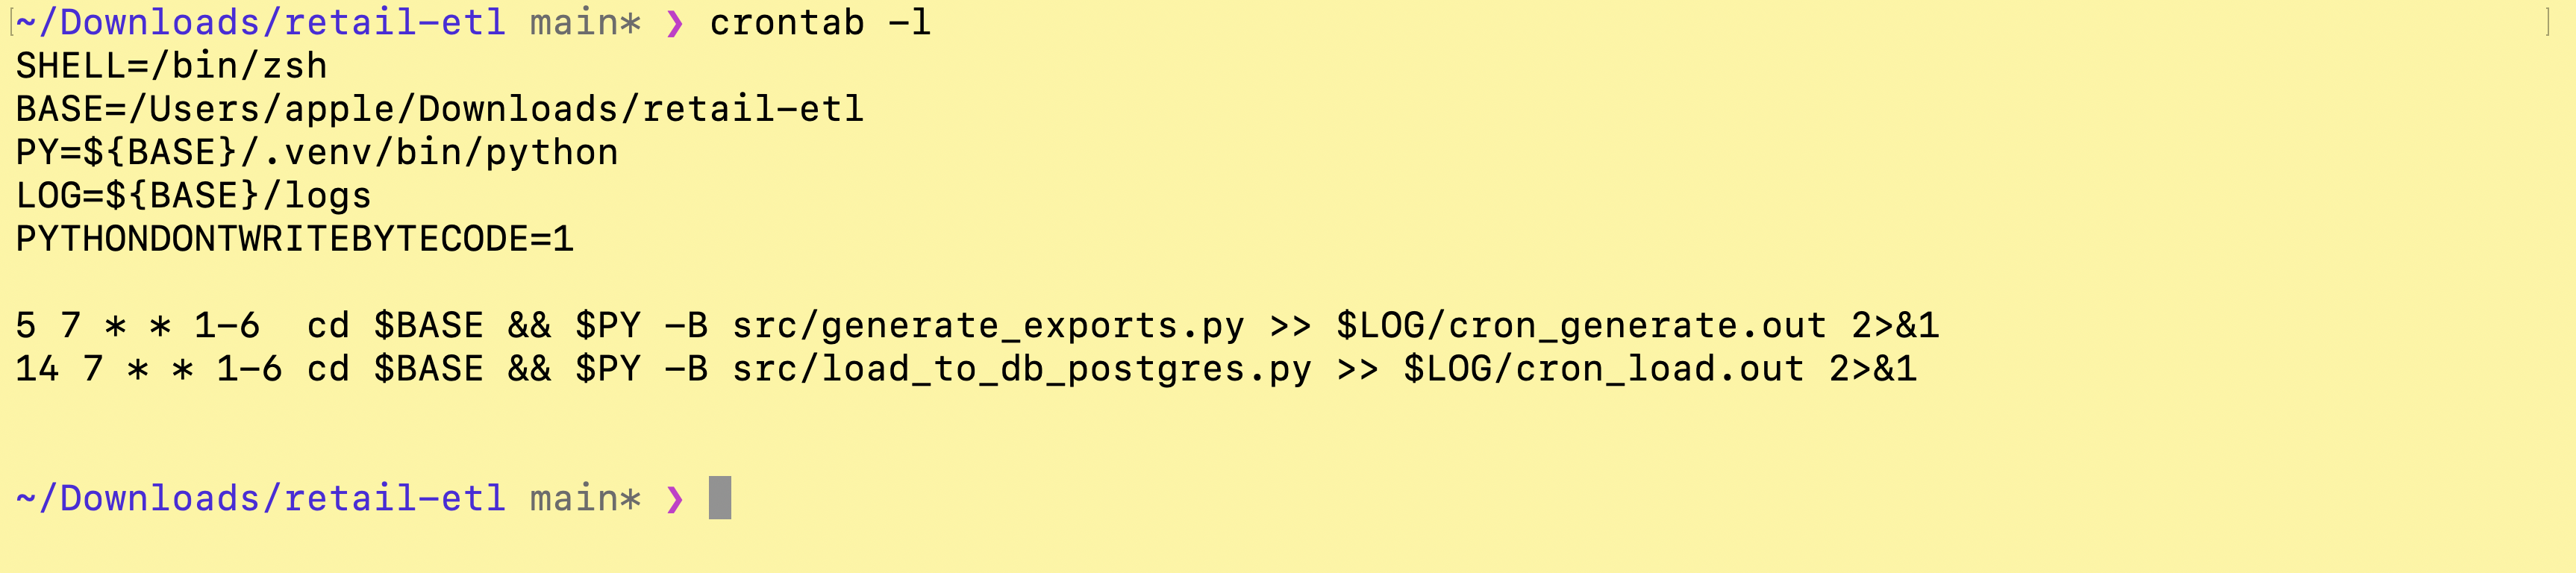 ~/Downloads/retail-etl main* ❯ crontab -l
SHELL=/bin/zsh
BASE=/Users/apple/Downloads/retail-etl
PY=${BASE}/.venv/bin/python
LOG=${BASE}/logs
PYTHONDONTWRITEBYTECODE=1
5 7 * * 1-6  cd $BASE && $PY -B src/generate_exports.py >> $LOG/cron_generate.out 2>&1
14 7 * * 1-6 cd $BASE && $PY -B src/load_to_db_postgres.py >> $LOG/cron_load.out 2>&1
~/Downloads/retail-etl main* ❯